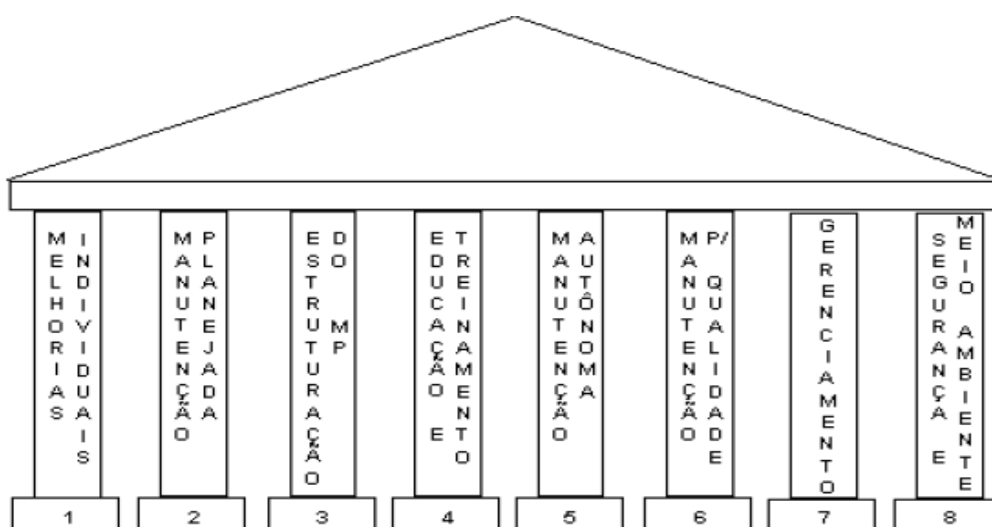 MELHORIAS
INDIVIDUAIS
MANUTENÇÃO
PLANEJADA
ESTRUTURAÇÃO
DO MP
EDUCAÇÃO E
TREINAMENTO
MANUTENÇÃO
AUTÔNOMA
MANUTENÇÃO
P/ QUALIDADE
GERENCIAMENTO
SEGURANÇA E
MEIO AMBIENTE
1
2
3
4
5
6
7
8